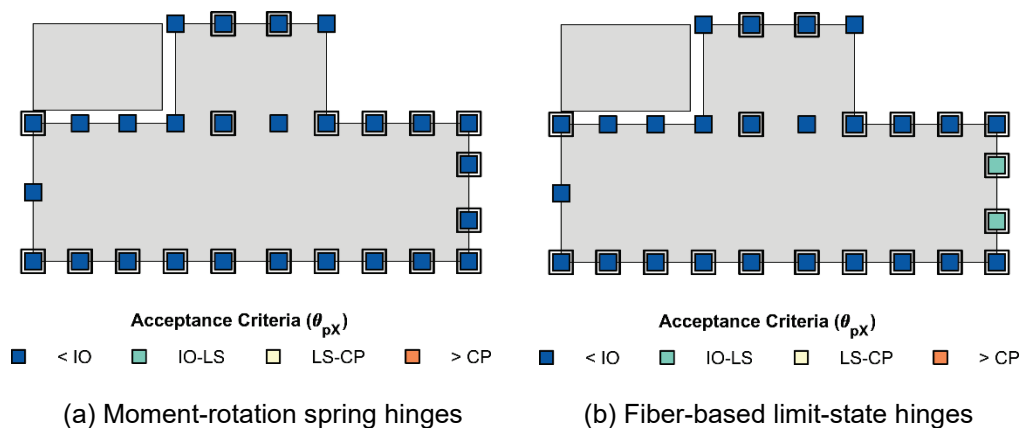 Acceptance Criteria (θpX)
< IO IO-LS LS-CP > CP
(a) Moment-rotation spring hinges
Acceptance Criteria (θpX)
< IO IO-LS LS-CP > CP
(b) Fiber-based limit-state hinges